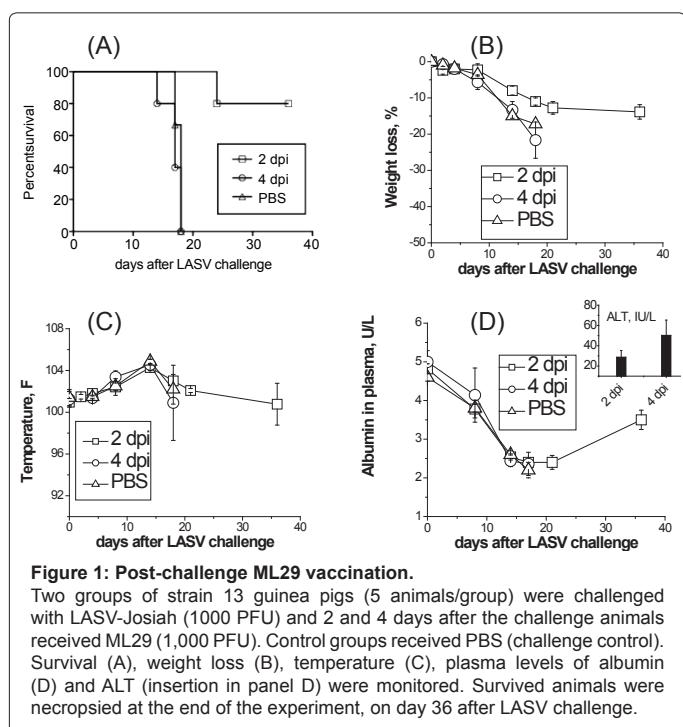 (A)
100
80
60
40
20
0
Percentsurvival
2 dpi
4 dpi
PBS
0 10 20 30 40
days after LASV challenge
(B)
0
-10
-20
-30
-40
-50
Weight loss, %
2 dpi
4 dpi
PBS
0 10 20 30 40
days after LASV challenge
(C)
108
104
100
96
92
Temperature, F
2 dpi
4 dpi
PBS
0 10 20 30 40
days after LASV challenge
(D)
6
5
4
3
2
1
Albumin in plasma, U/L
80
60
40
20
ALT, IU/L
2 dpi
4 dpi
2 dpi
4 dpi
PBS
0 10 20 30 40
days after LASV challenge
Figure 1: Post-challenge ML29 vaccination.
Two groups of strain 13 guinea pigs (5 animals/group) were challenged
with LASV-Josiah (1000 PFU) and 2 and 4 days after the challenge animals
received ML29 (1,000 PFU). Control groups received PBS (challenge control).
Survival (A), weight loss (B), temperature (C), plasma levels of albumin
(D) and ALT (insertion in panel D) were monitored. Survived animals were
necropsied at the end of the experiment, on day 36 after LASV challenge.